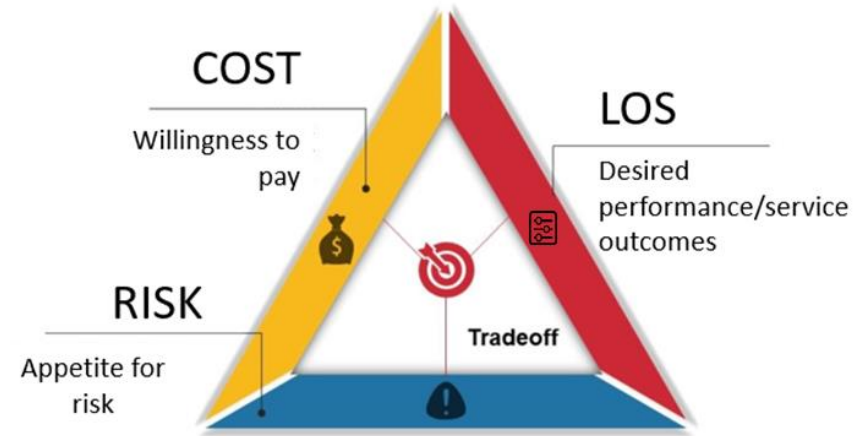 COST
Willingness to
pay
LOS
Desired
performance/service
outcomes
RISK
Appetite for
risk
Tradeoff
$
!